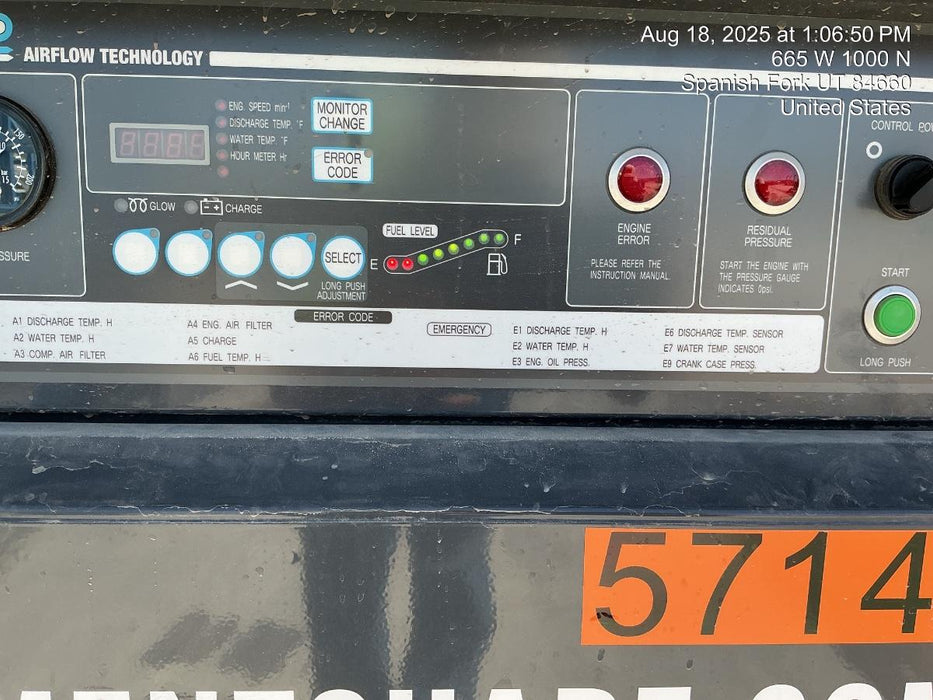 Aug 18, 2025 at 1:06:50 PM
665 W 1000 N
Spanish Fork UT 84660
United States
AIRFLOW TECHNOLOGY
ENG. SPEED min-1
DISCHARGE TEMP. °F
WATER TEMP. °F
HOUR METER Hr
MONITOR
CHANGE
ERROR
CODE
GLOW
CHARGE
SELECT
LONG PUSH
ADJUSTMENT
FUEL LEVEL
E
F
ENGINE
ERROR
PLEASE REFER THE
INSTRUCTION MANUAL.
RESIDUAL
PRESSURE
START THE ENGINE WITH
THE PRESSURE GAUGE
INDICATES 0psi.
CONTROL
START
LONG PUSH
ERROR CODE
A1 DISCHARGE TEMP. H
A2 WATER TEMP. H
A3 COMP. AIR FILTER
A4 ENG. AIR FILTER
A5 CHARGE
A6 FUEL TEMP. H
EMERGENCY
E1 DISCHARGE TEMP. H
E2 WATER TEMP. H
E3 ENG. OIL PRESS.
E6 DISCHARGE TEMP. SENSOR
E7 WATER TEMP. SENSOR
E9 CRANK CASE PRESS.
5714